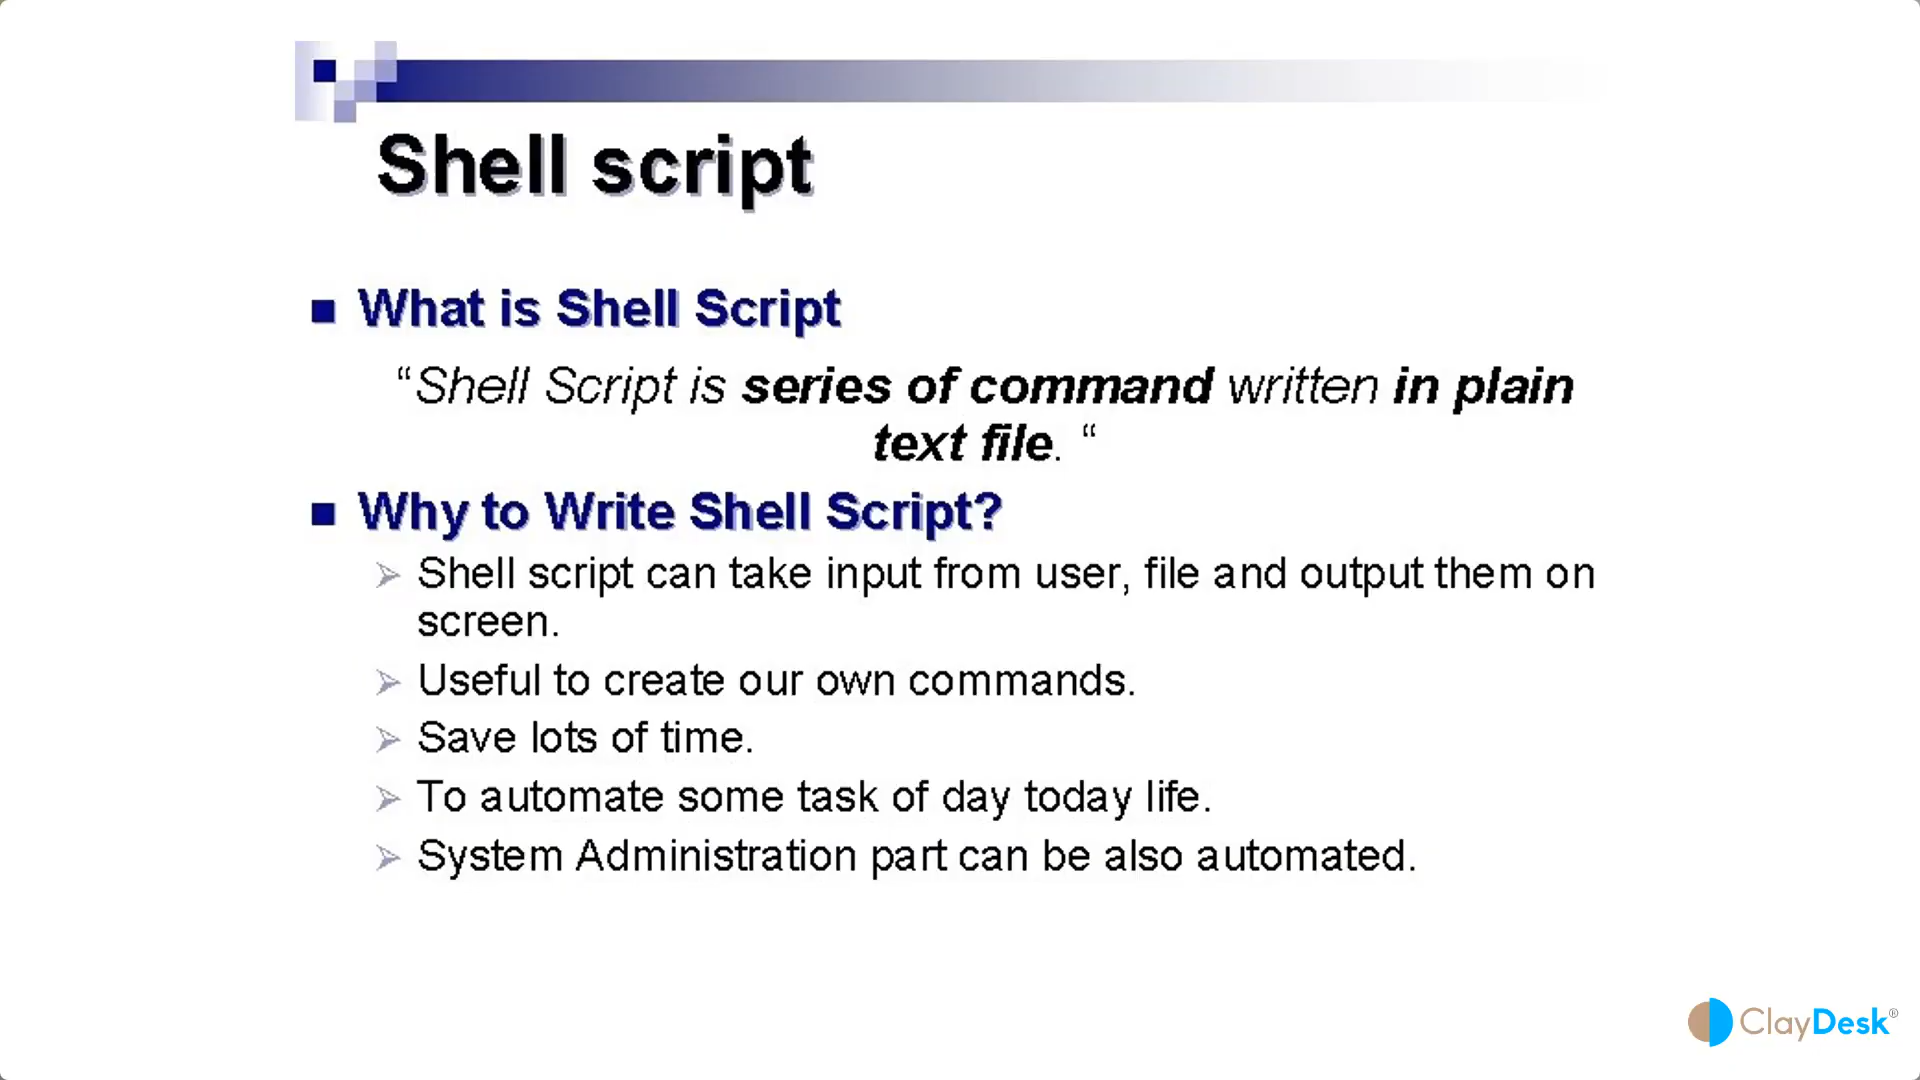 Shell script
What is Shell Script
“Shell Script is series of command written in plain
text file. “
Why to Write Shell Script?
Shell script can take input from user, file and output them on
screen.
Useful to create our own commands.
Save lots of time.
To automate some task of day today life.
System Administration part can be also automated.
ClayDesk®